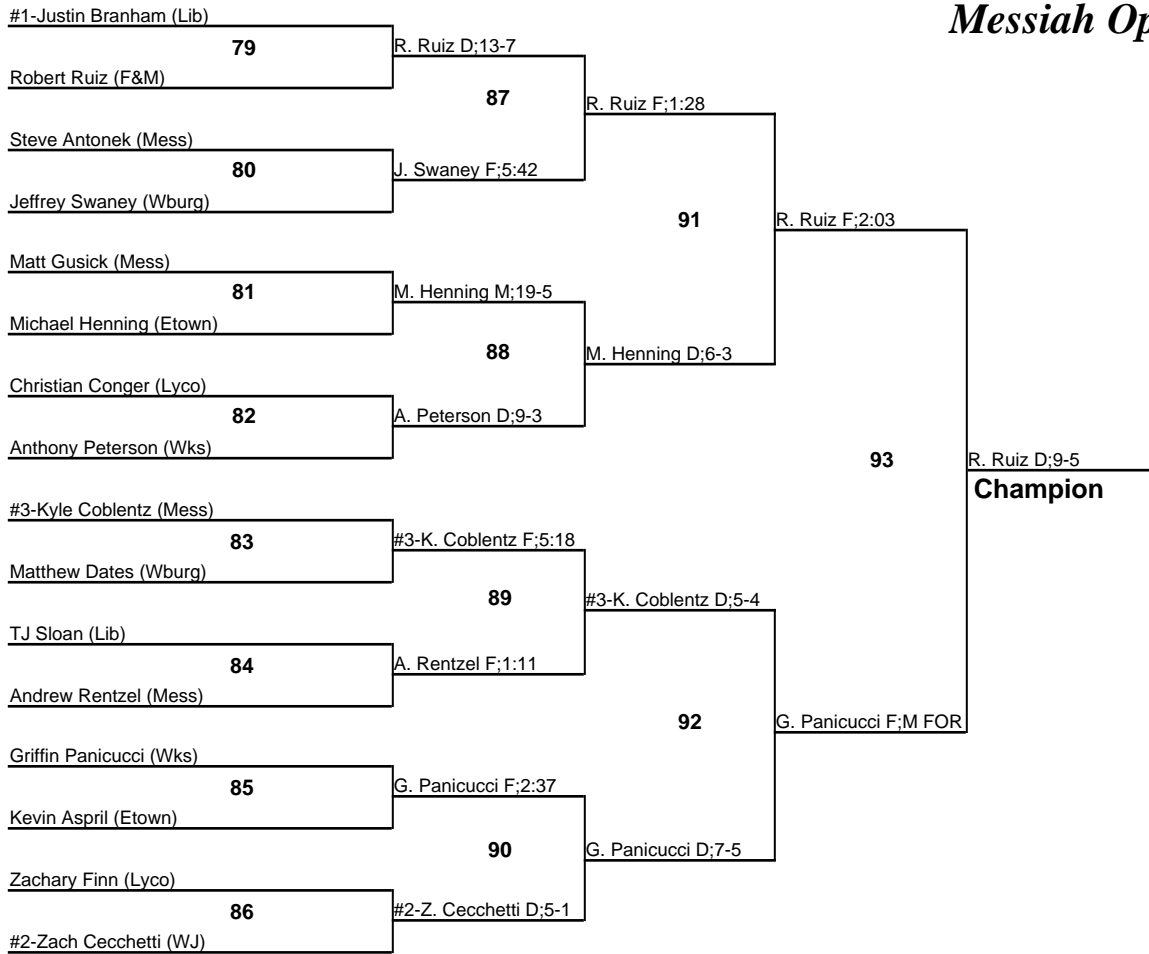 #1-Justin Branham (Lib)
Messiah Op
79
R. Ruiz D;13-7
Robert Ruiz (F&M)
87
R. Ruiz F;1:28
Steve Antonek (Mess)
80
J. Swaney F;5:42
Jeffrey Swaney (Wburg)
91
R. Ruiz F;2:03
Matt Gusick (Mess)
81
M. Henning M;19-5
Michael Henning (Etown)
88
M. Henning D;6-3
Christian Conger (Lyco)
82
A. Peterson D;9-3
Anthony Peterson (Wks)
93
R. Ruiz D;9-5
Champion
#3-Kyle Coblentz (Mess)
83
#3-K. Coblentz F;5:18
Matthew Dates (Wburg)
89
#3-K. Coblentz D;5-4
TJ Sloan (Lib)
84
A. Rentzel F;1:11
Andrew Rentzel (Mess)
92
G. Panicucci F;M FOR
Griffin Panicucci (Wks)
85
G. Panicucci F;2:37
Kevin Aspril (Etown)
90
G. Panicucci D;7-5
Zachary Finn (Lyco)
86
#2-Z. Cecchetti D;5-1
#2-Zach Cecchetti (WJ)